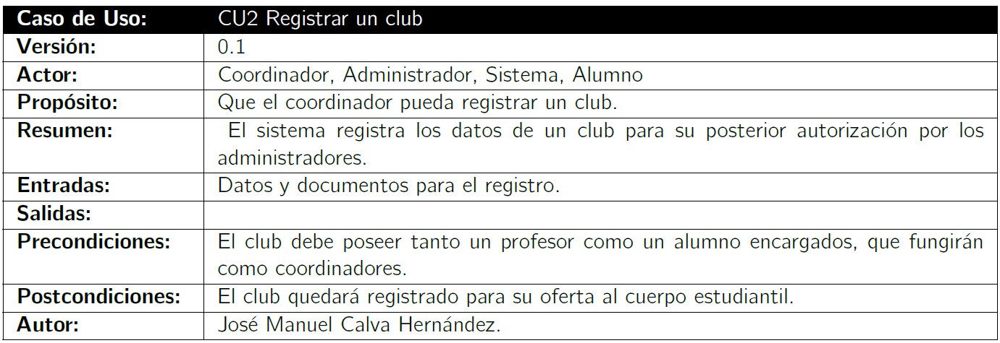 Caso de Uso: CU2 Registrar un club
Versión: 0.1
Actor: Coordinador, Administrador, Sistema, Alumno
Propósito: Que el coordinador pueda registrar un club.
Resumen: El sistema registra los datos de un club para su posterior autorización por los
administradores.
Entradas: Datos y documentos para el registro.
Salidas:
Precondiciones: El club debe poseer tanto un profesor como un alumno encargados, que fungirán
como coordinadores.
Postcondiciones: El club quedará registrado para su oferta al cuerpo estudiantil.
Autor: José Manuel Calva Hernández.